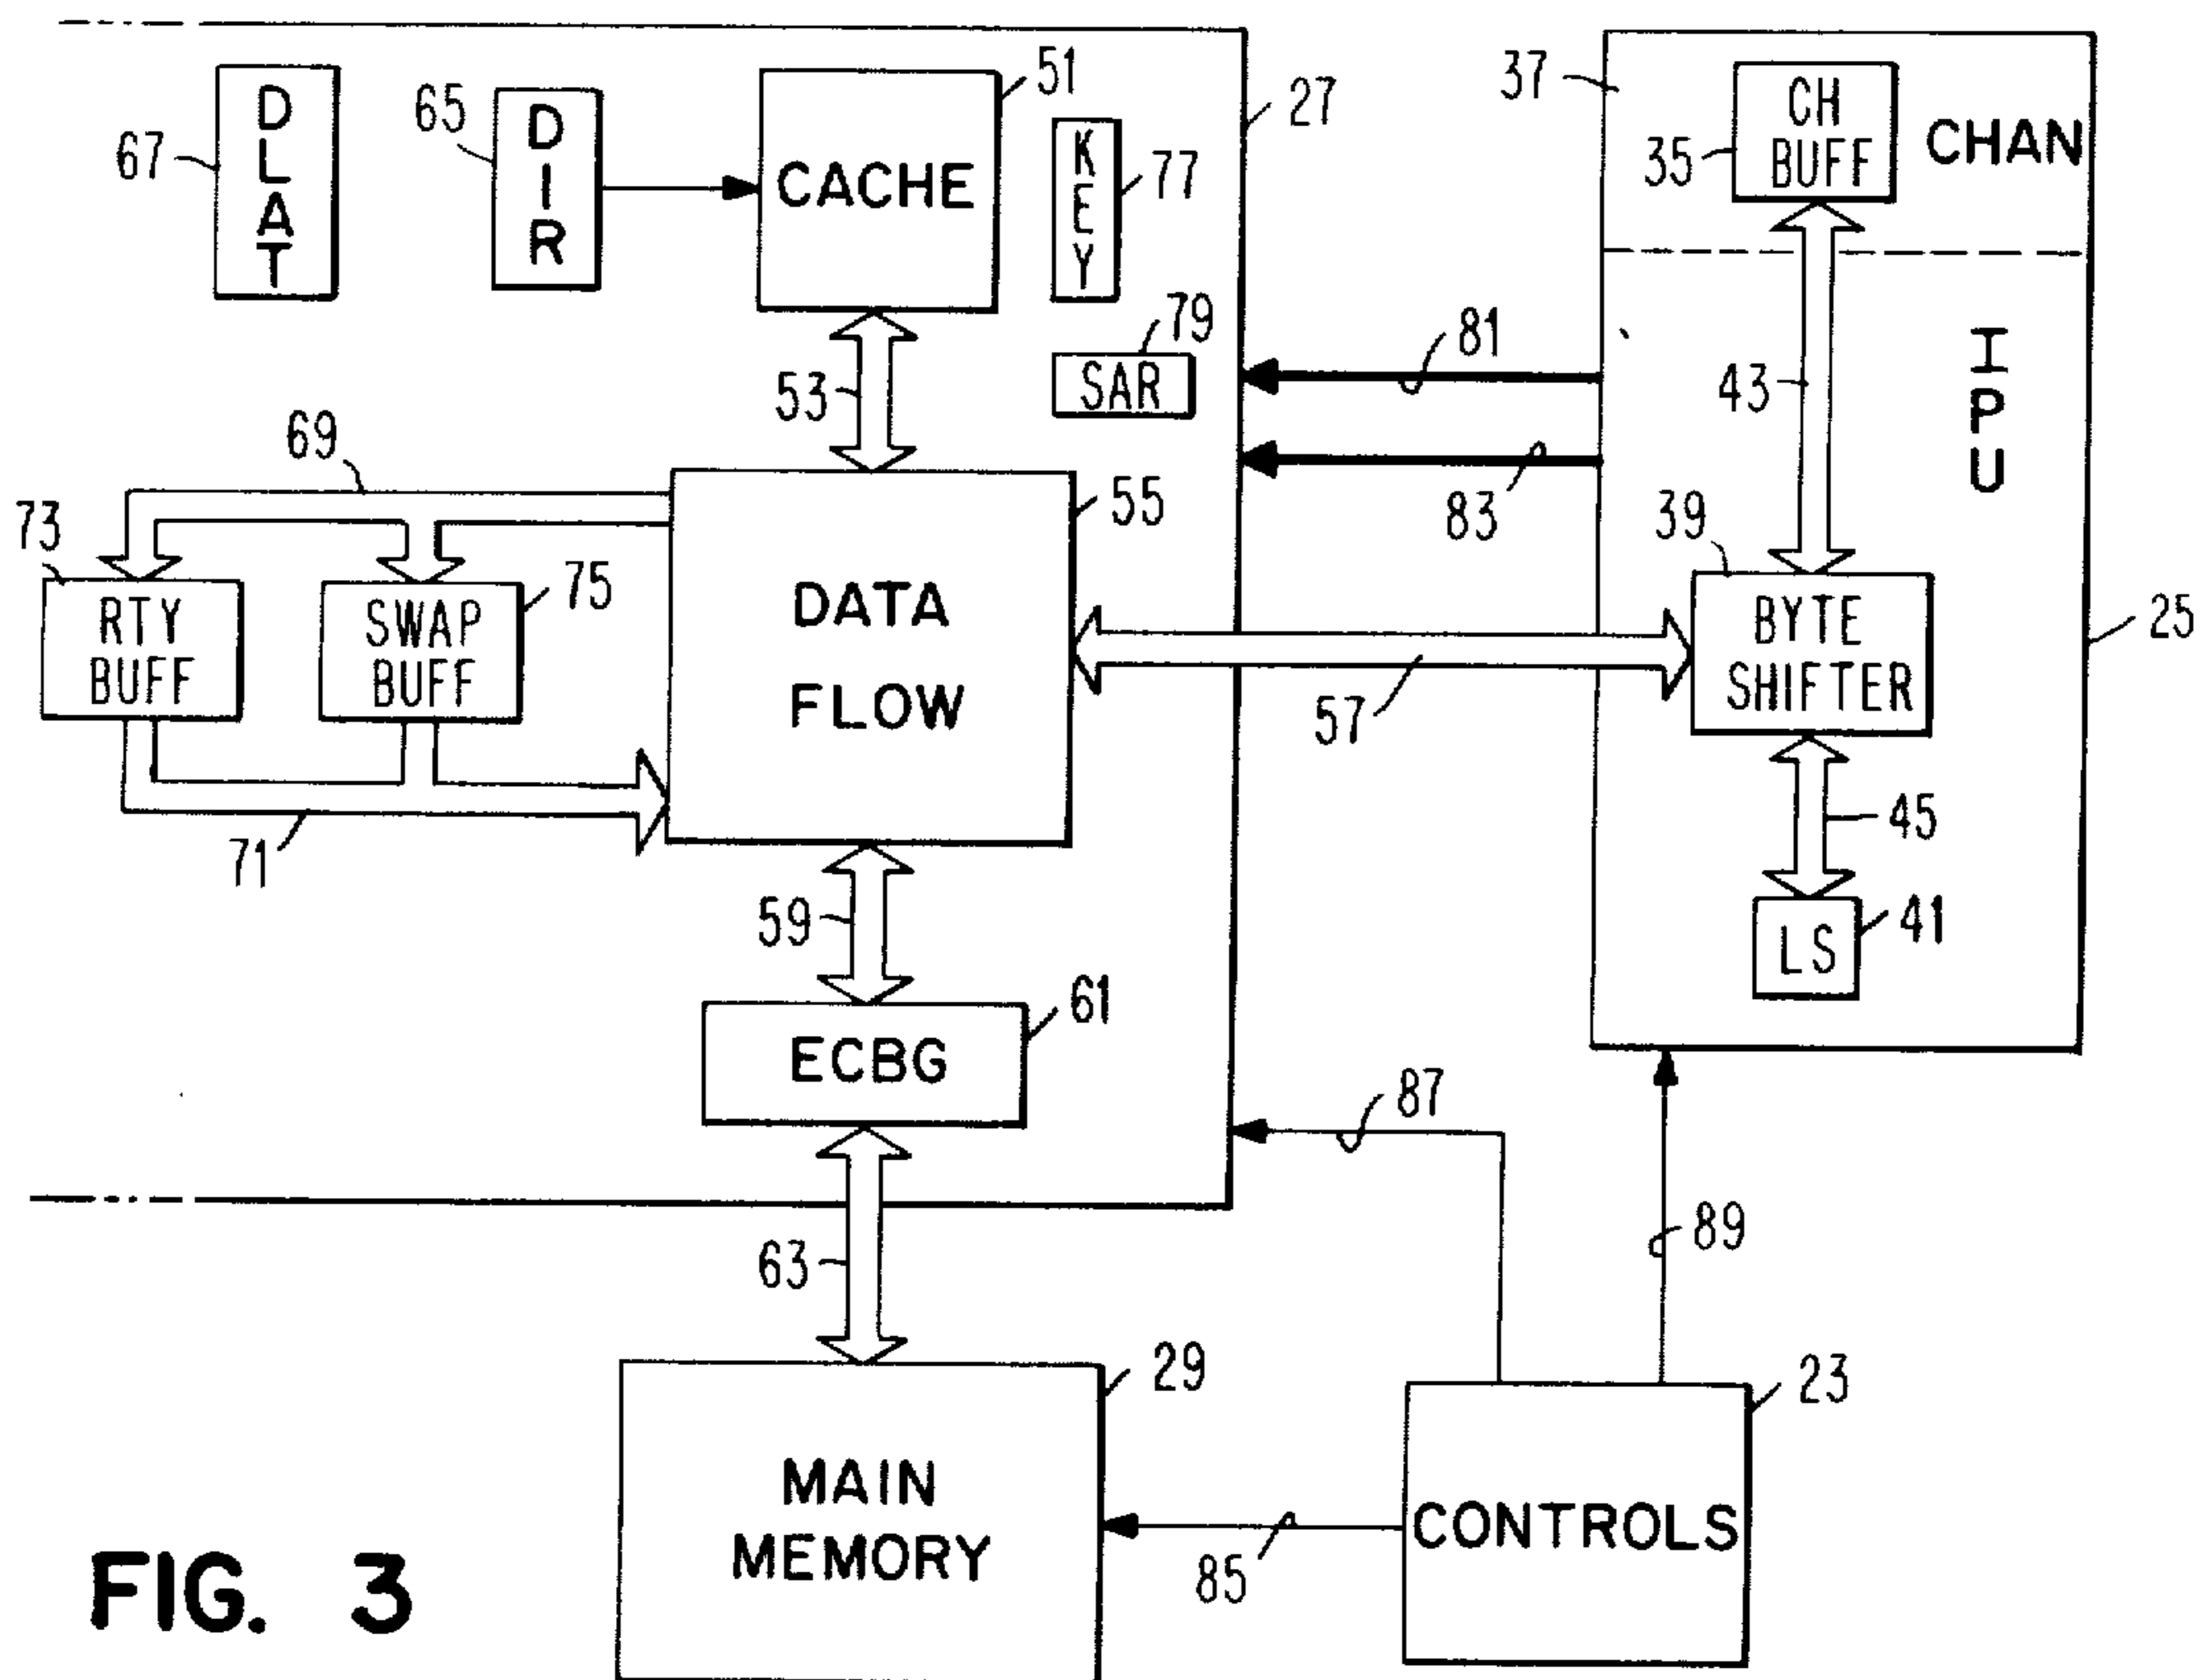 DLAT
67
65
DIR
CACHE
51
KEY
77
27
SAR
79
53
37
35
CH
BUFF
CHAN
43
IPU
81
83
39
BYTE
SHIFTER
25
45
LS
41
69
73
RTY
BUFF
SWAP
BUFF
75
71
DATA
FLOW
55
57
59
ECBG
61
63
87
89
MAIN
MEMORY
29
85
CONTROLS
23
FIG. 3